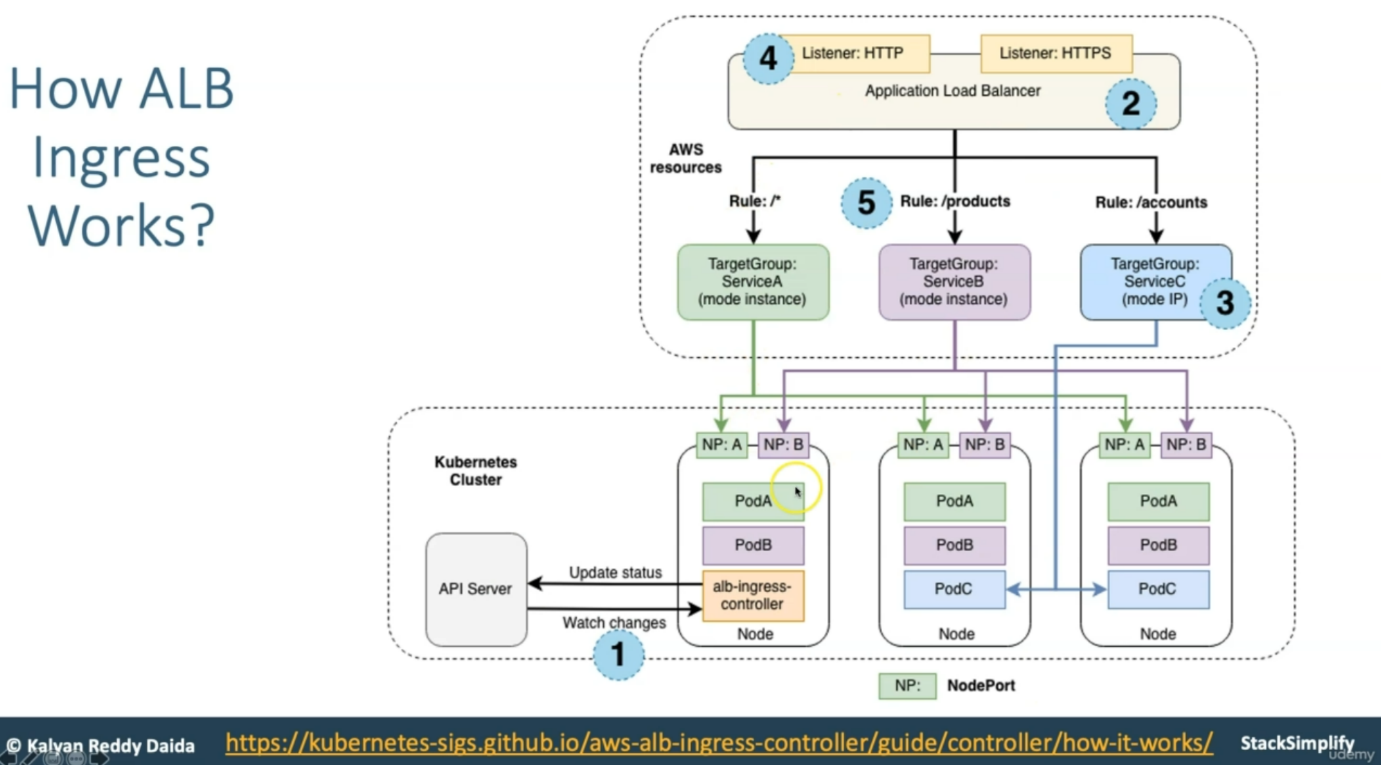 How ALB
Ingress
Works?
4
Listener: HTTP
Listener: HTTPS
Application Load Balancer
2
AWS
resources
Rule: /*
5
Rule: /products
Rule: /accounts
TargetGroup:
ServiceA
(mode instance)
TargetGroup:
ServiceB
(mode instance)
TargetGroup:
ServiceC
(mode IP)
3
Kubernetes
Cluster
NP: A
NP: B
NP: A
NP: B
NP: A
NP: B
API Server
Update status
Watch changes
1
PodA
PodB
alb-ingress-
controller
Node
PodA
PodB
PodC
Node
PodA
PodB
PodC
Node
NP:
NodePort
© Kalyan Reddy Daida
https://kubernetes-sigs.github.io/aws-alb-ingress-controller/guide/controller/how-it-works/
StackSimplify
udemy